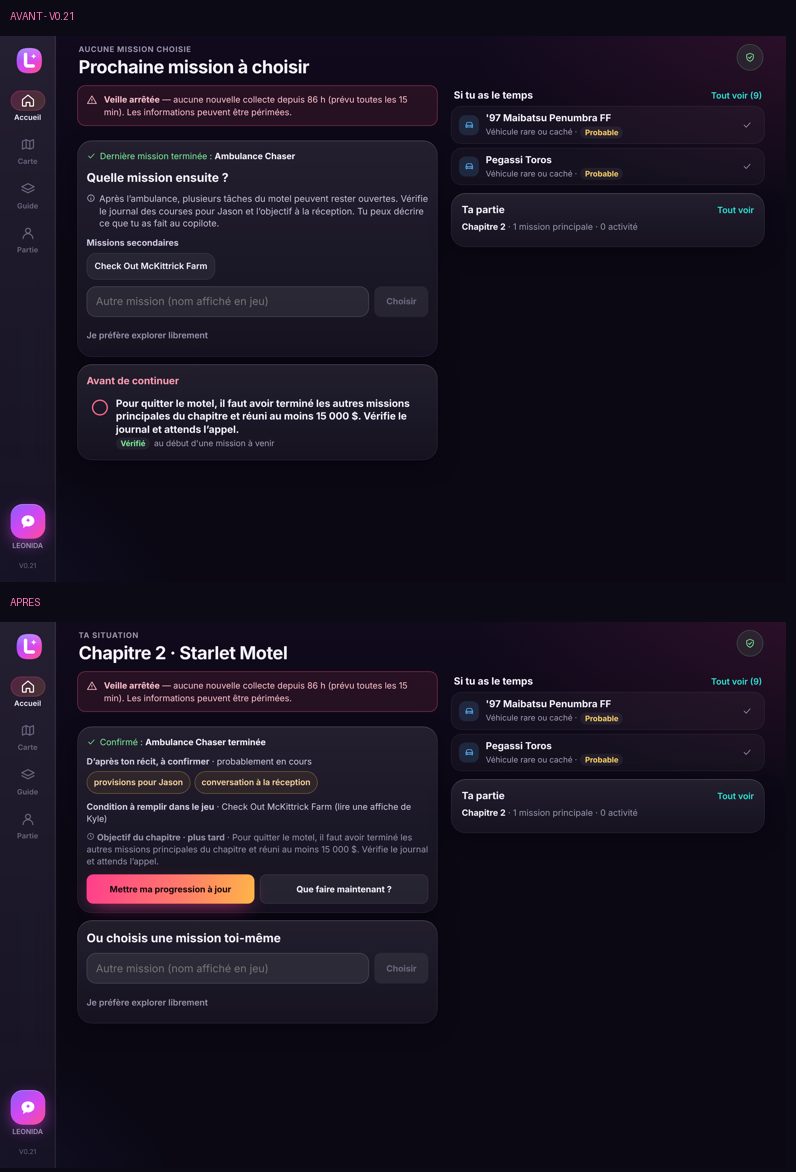 AVANT - V0.21
AUCUNE MISSION CHOISIE
Prochaine mission à choisir
Accueil
Carte
Guide
Partie
LEONIDA
V0.21
Veille arrêtée — aucune nouvelle collecte depuis 86 h (prévu toutes les 15
min). Les informations peuvent être périmées.
Dernière mission terminée : Ambulance Chaser
Quelle mission ensuite ?
Après l’ambulance, plusieurs tâches du motel peuvent rester ouvertes. Vérifie
le journal des courses pour Jason et l’objectif à la réception. Tu peux décrire
ce que tu as fait au copilote.
Missions secondaires
Check Out McKittrick Farm
Autre mission (nom affiché en jeu)
Choisir
Je préfère explorer librement
Avant de continuer
Pour quitter le motel, il faut avoir terminé les autres missions
principales du chapitre et réuni au moins 15 000 $. Vérifie le
journal et attends l’appel.
Vérifié au début d'une mission à venir
Si tu as le temps
Tout voir (9)
'97 Maibatsu Penumbra FF
Véhicule rare ou caché · Probable
Pegassi Toros
Véhicule rare ou caché · Probable
Ta partie
Tout voir
Chapitre 2 · 1 mission principale · 0 activité
APRES
TA SITUATION
Chapitre 2 · Starlet Motel
Accueil
Carte
Guide
Partie
LEONIDA
V0.21
Veille arrêtée — aucune nouvelle collecte depuis 86 h (prévu toutes les 15
min). Les informations peuvent être périmées.
Confirmé : Ambulance Chaser terminée
D’après ton récit, à confirmer · probablement en cours
provisions pour Jason
conversation à la réception
Condition à remplir dans le jeu · Check Out McKittrick Farm (lire une affiche de
Kyle)
Objectif du chapitre · plus tard · Pour quitter le motel, il faut avoir terminé les
autres missions principales du chapitre et réuni au moins 15 000 $. Vérifie le journal
et attends l’appel.
Mettre ma progression à jour
Que faire maintenant ?
Ou choisis une mission toi-même
Autre mission (nom affiché en jeu)
Choisir
Je préfère explorer librement
Si tu as le temps
Tout voir (9)
'97 Maibatsu Penumbra FF
Véhicule rare ou caché · Probable
Pegassi Toros
Véhicule rare ou caché · Probable
Ta partie
Tout voir
Chapitre 2 · 1 mission principale · 0 activité